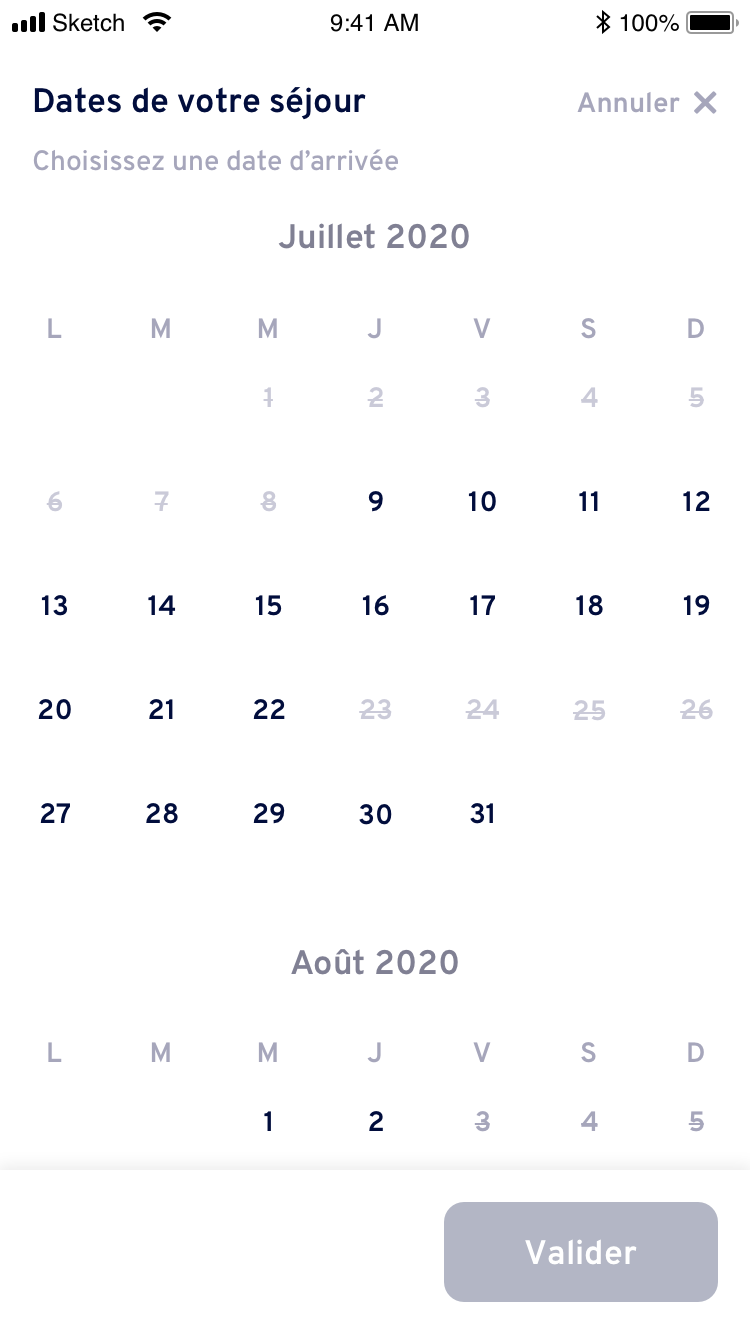 Sketch 9:41 AM 100%
Dates de votre séjour Annuler
Choisissez une date d’arrivée
Juillet 2020
L M M J V S D
1 2 3 4 5
6 7 8 9 10 11 12
13 14 15 16 17 18 19
20 21 22 23 24 25 26
27 28 29 30 31
Août 2020
L M M J V S D
1 2 3 4 5
Valider